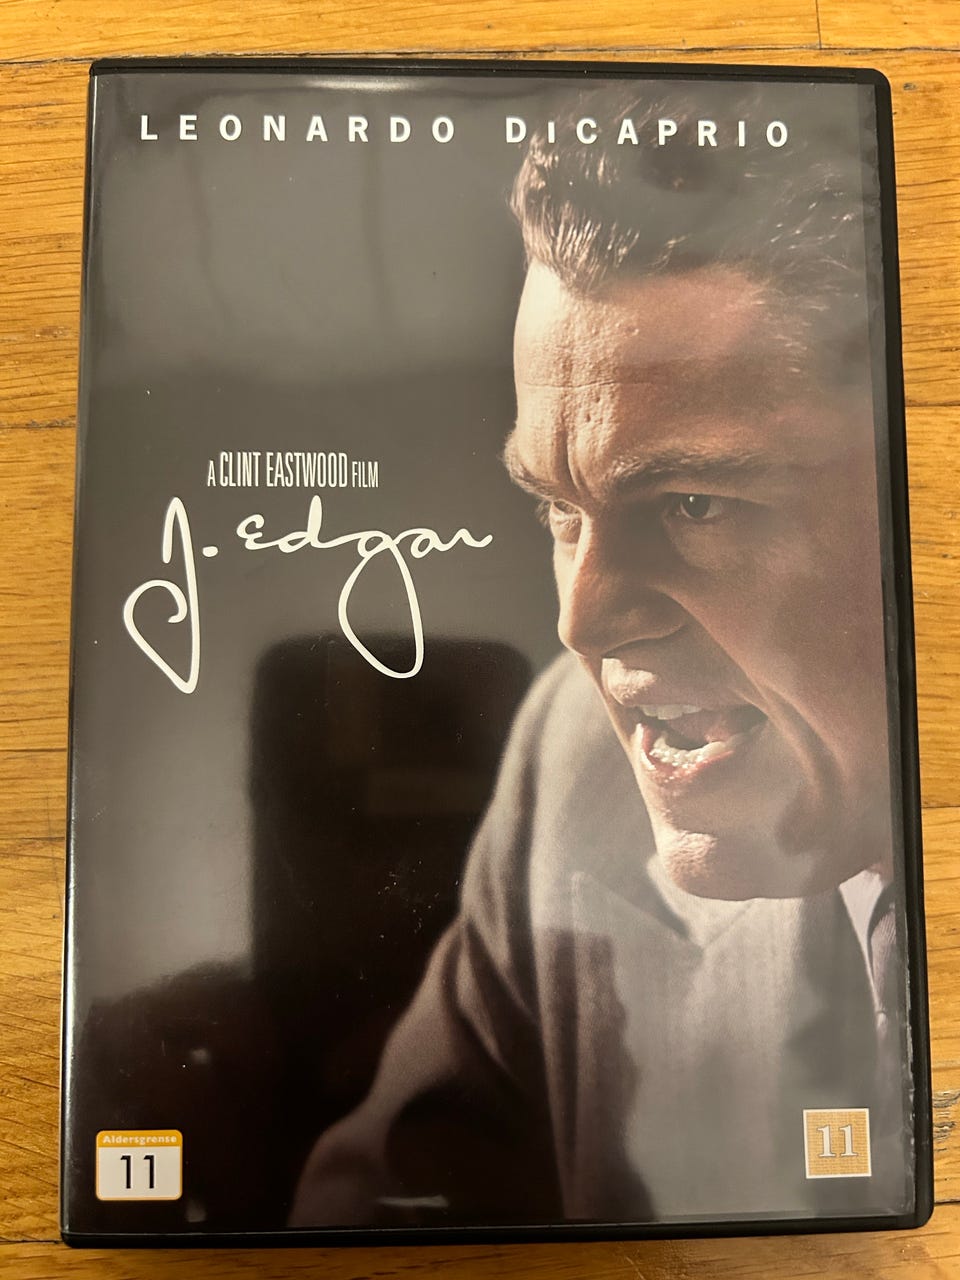 LEONARDO DiCAPRIO
A CLINT EASTWOOD FILM
J. Edgar
Aldersgrense
11
11